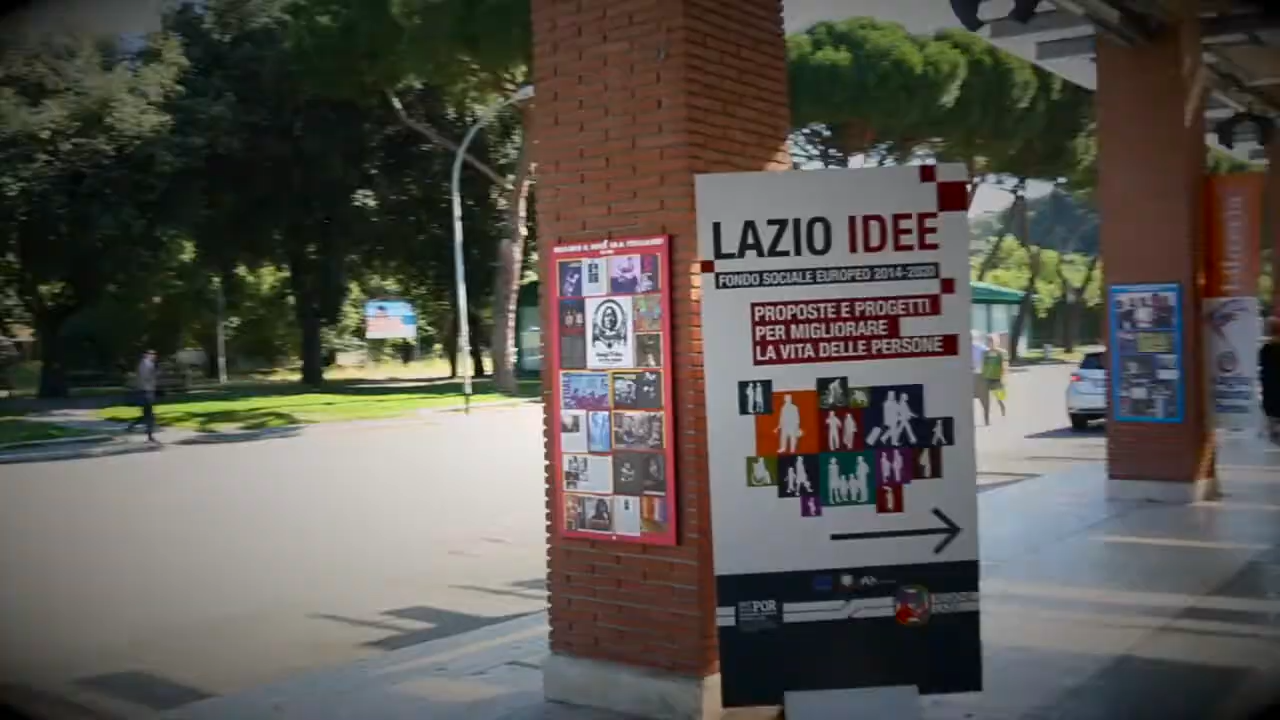 LAZIO IDEE
FONDO SOCIALE EUROPEO 2014-2020
PROPOSTE E PROGETTI
PER MIGLIORARE
LA VITA DELLE PERSONE
POR